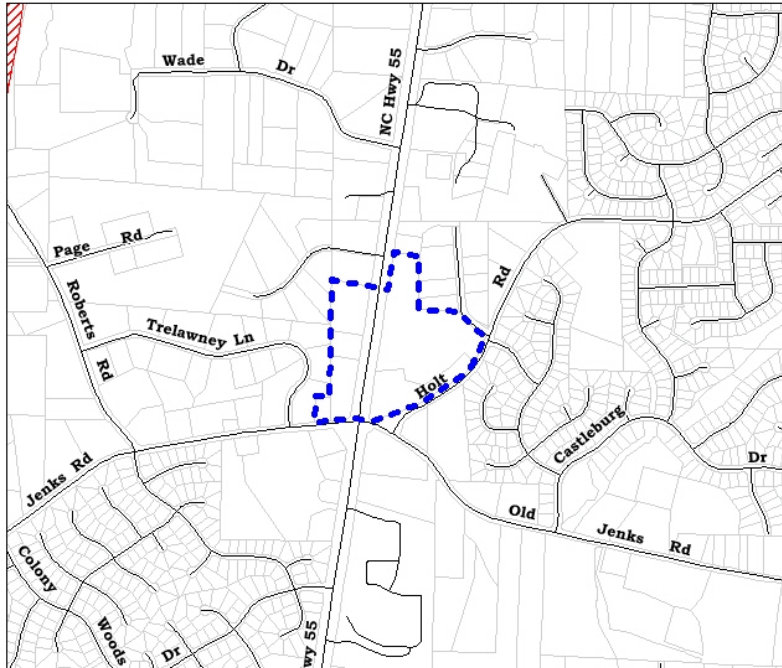 Wade Dr
NC Hwy 55
Page Rd
Roberts Rd
Trelawney Ln
Holt Rd
Castleburg Dr
Jenks Rd
Old Jenks Rd
Colony Woods Dr
wy 55